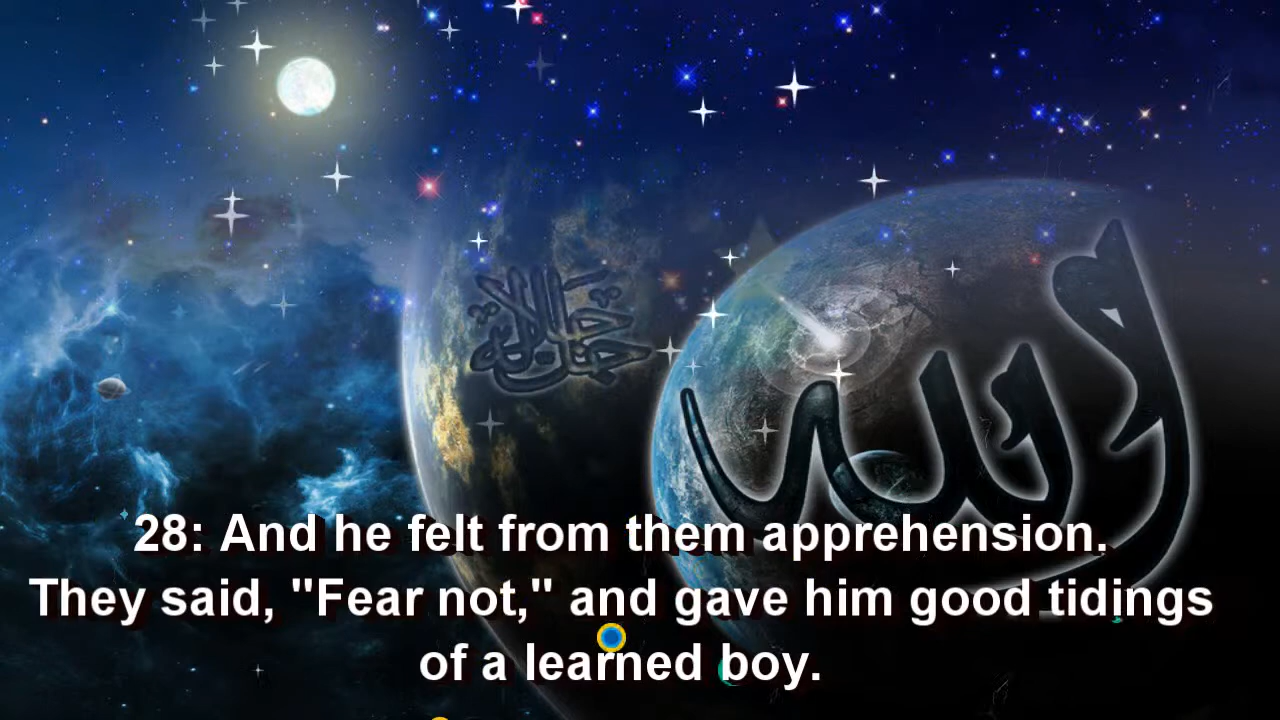 الله
جل جلاله
28: And he felt from them apprehension.
They said, "Fear not," and gave him good tidings
of a learned boy.